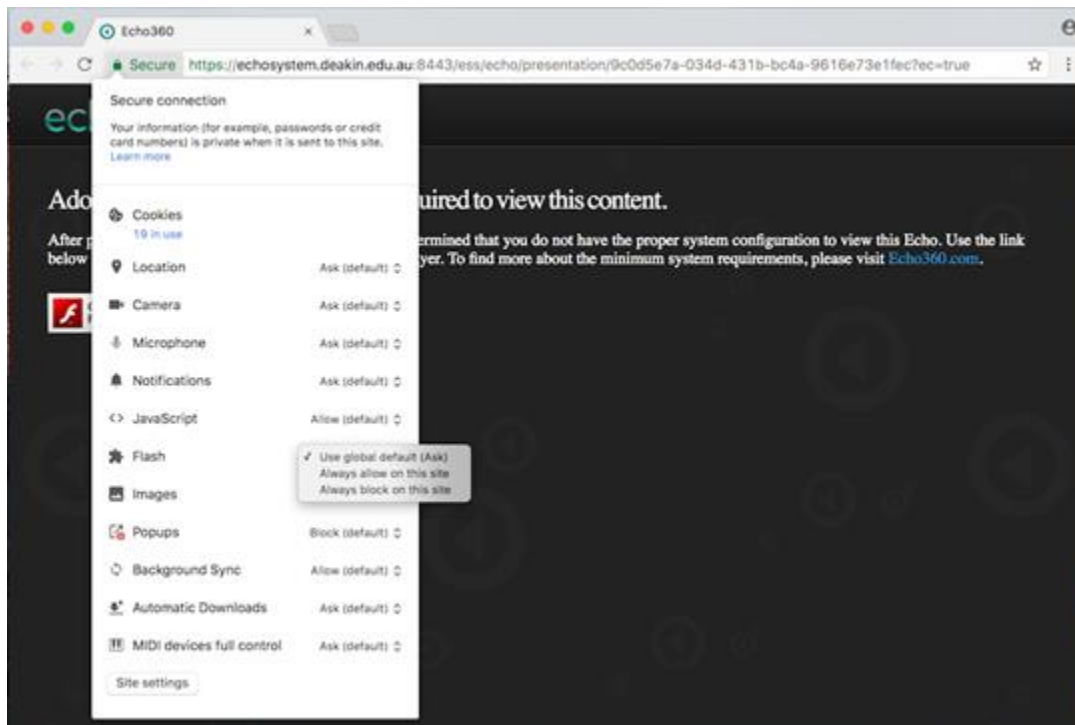 Echo360
Secure https://echosystem.deakin.edu.au:8443/ess/echo/presentation/9c0d5e7a-034d-431b-bc4a-9616e73e1fec?ec=true
Secure connection
Your information (for example, passwords or credit
card numbers) is private when it is sent to this site.
Learn more
ec
Ado
uired to view this content.
After p
ermined that you do not have the proper system configuration to view this Echo. Use the link
below
yer. To find more about the minimum system requirements, please visit Echo360.com.
Cookies
19 in use
Location Ask (default)
Camera Ask (default)
Microphone Ask (default)
Notifications Ask (default)
JavaScript Allow (default)
Flash
✓ Use global default (Ask)
Always allow on this site
Always block on this site
Images
Popups Block (default)
Background Sync Allow (default)
Automatic Downloads Ask (default)
MIDI devices full control Ask (default)
Site settings